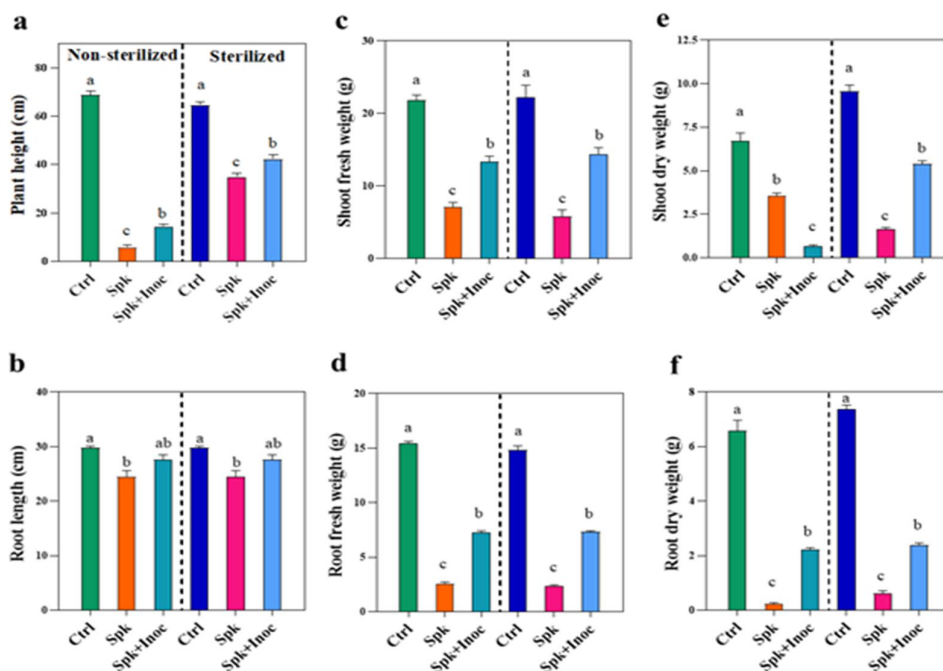 a
Plant height (cm)
80
60
40
20
0
Non-sterilized
Sterilized
a
c
b
a
c
b
Ctrl
Spk
Spk+Inoc
Ctrl
Spk
Spk+Inoc
c
Shoot fresh weight (g)
30
20
10
0
a
c
b
a
c
b
Ctrl
Spk
Spk+Inoc
Ctrl
Spk
Spk+Inoc
e
Shoot dry weight (g)
12.5
10.0
7.5
5.0
2.5
0.0
a
b
c
a
c
b
Ctrl
Spk
Spk+Inoc
Ctrl
Spk
Spk+Inoc
b
Root length (cm)
40
30
20
10
0
a
b
ab
a
b
ab
Ctrl
Spk
Spk+Inoc
Ctrl
Spk
Spk+Inoc
d
Root fresh weight (g)
20
15
10
5
0
a
c
b
a
c
b
Ctrl
Spk
Spk+Inoc
Ctrl
Spk
Spk+Inoc
f
Root dry weight (g)
8
6
4
2
0
a
c
b
a
c
b
Ctrl
Spk
Spk+Inoc
Ctrl
Spk
Spk+Inoc